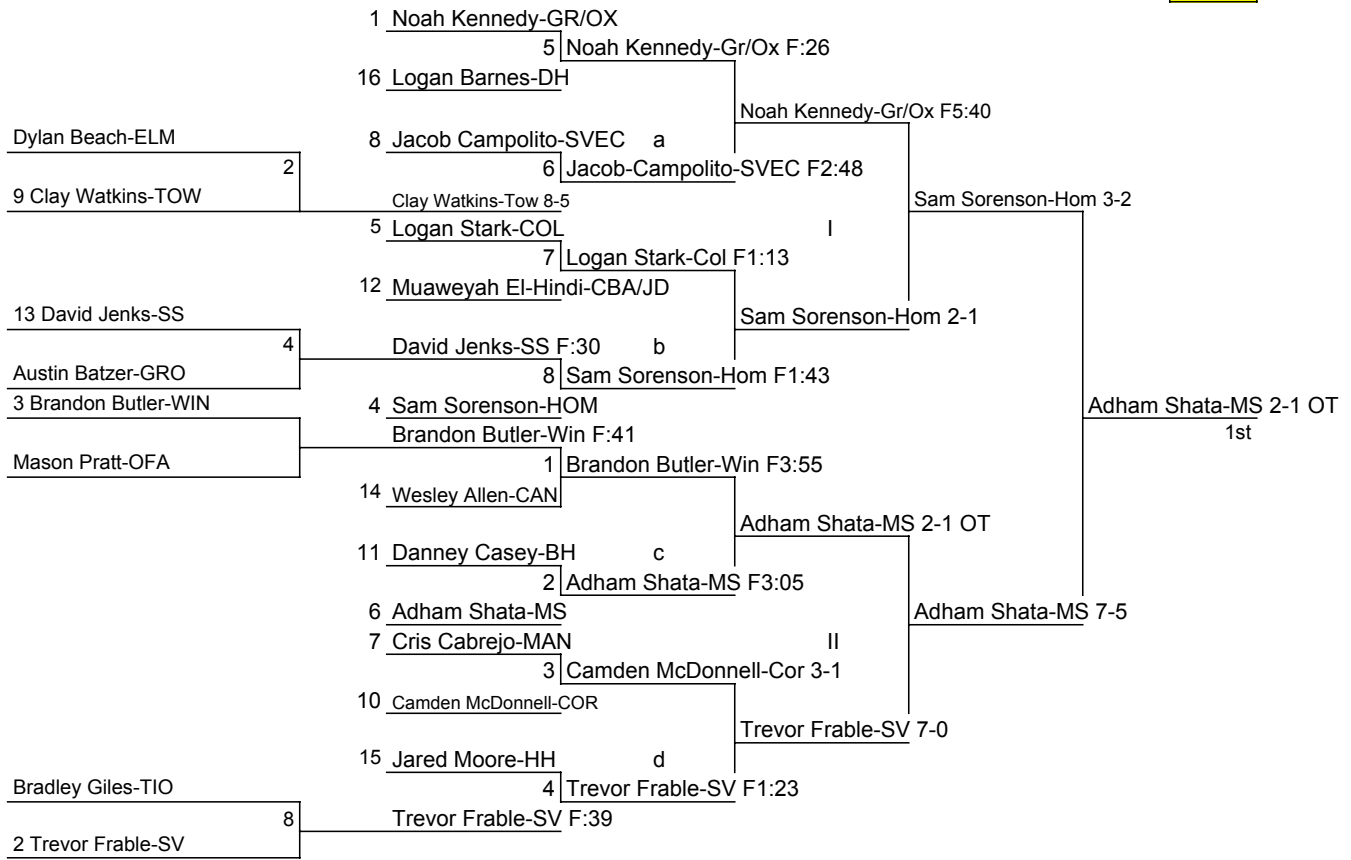 1 Noah Kennedy-GR/OX
5 Noah Kennedy-Gr/Ox F:26
16 Logan Barnes-DH
Noah Kennedy-Gr/Ox F5:40
Dylan Beach-ELM
8 Jacob Campolito-SVEC a
2
6 Jacob-Campolito-SVEC F2:48
9 Clay Watkins-TOW
Clay Watkins-Tow 8-5
Sam Sorenson-Hom 3-2
5 Logan Stark-COL
I
7 Logan Stark-Col F1:13
12 Muaweyah El-Hindi-CBA/JD
13 David Jenks-SS
Sam Sorenson-Hom 2-1
4
David Jenks-SS F:30 b
Austin Batzer-GRO
8 Sam Sorenson-Hom F1:43
3 Brandon Butler-WIN
4 Sam Sorenson-HOM
Adham Shata-MS 2-1 OT
1st
Brandon Butler-Win F:41
Mason Pratt-OFA
1 Brandon Butler-Win F3:55
14 Wesley Allen-CAN
Adham Shata-MS 2-1 OT
11 Danney Casey-BH c
2 Adham Shata-MS F3:05
6 Adham Shata-MS
Adham Shata-MS 7-5
7 Cris Cabrejo-MAN
II
3 Camden McDonnell-Cor 3-1
10 Camden McDonnell-COR
Trevor Frable-SV 7-0
15 Jared Moore-HH d
Bradley Giles-TIO
4 Trevor Frable-SV F1:23
8
Trevor Frable-SV F:39
2 Trevor Frable-SV